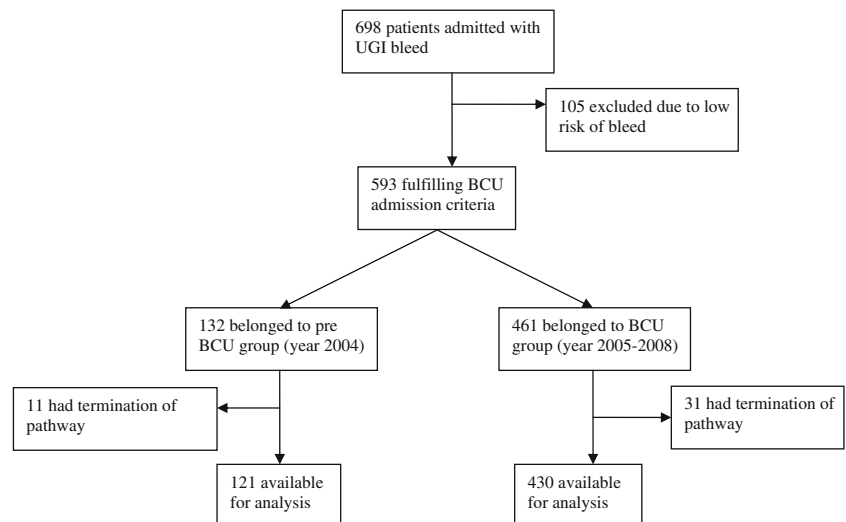 698 patients admitted with
UGI bleed
105 excluded due to low
risk of bleed
593 fulfilling BCU
admission criteria
132 belonged to pre
BCU group (year 2004)
461 belonged to BCU
group (year 2005-2008)
11 had termination of
pathway
31 had termination of
pathway
121 available
for analysis
430 available
for analysis